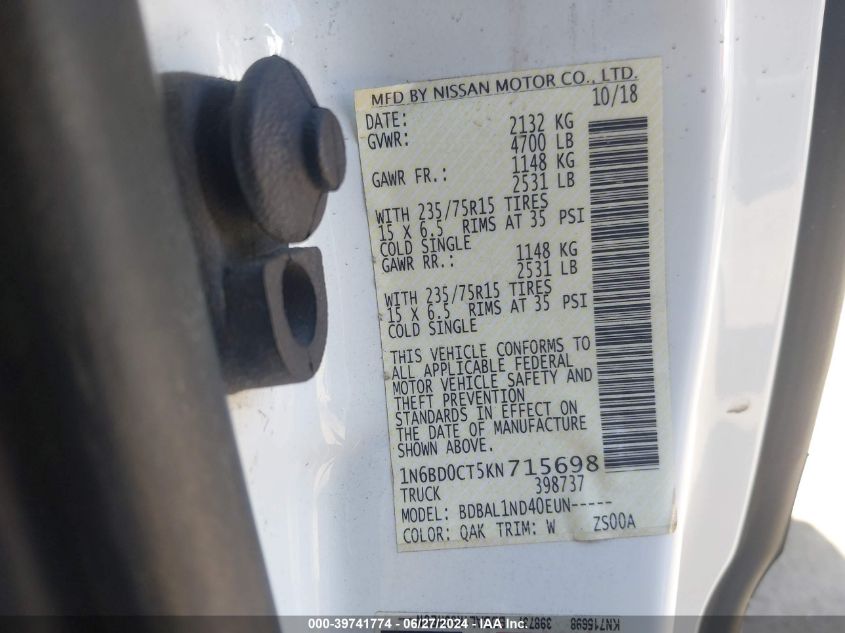 MFD BY NISSAN MOTOR CO., LTD.
DATE: 10/18
GVWR: 2132 KG
4700 LB
GAWR FR.: 1148 KG
2531 LB
WITH 235/75R15 TIRES
15 X 6.5 RIMS AT 35 PSI
COLD SINGLE
GAWR RR.: 1148 KG
2531 LB
WITH 235/75R15 TIRES
15 X 6.5 RIMS AT 35 PSI
COLD SINGLE
THIS VEHICLE CONFORMS TO
ALL APPLICABLE FEDERAL
MOTOR VEHICLE SAFETY AND
THEFT PREVENTION
STANDARDS IN EFFECT ON
THE DATE OF MANUFACTURE
SHOWN ABOVE.
1N6BD0CT5KN715698
TRUCK 398737
MODEL: BDBAL1ND40EUN-----
COLOR: QAK TRIM: W ZS00A
KN715698
000-39741774 - 06/27/2024 - IAAI.com